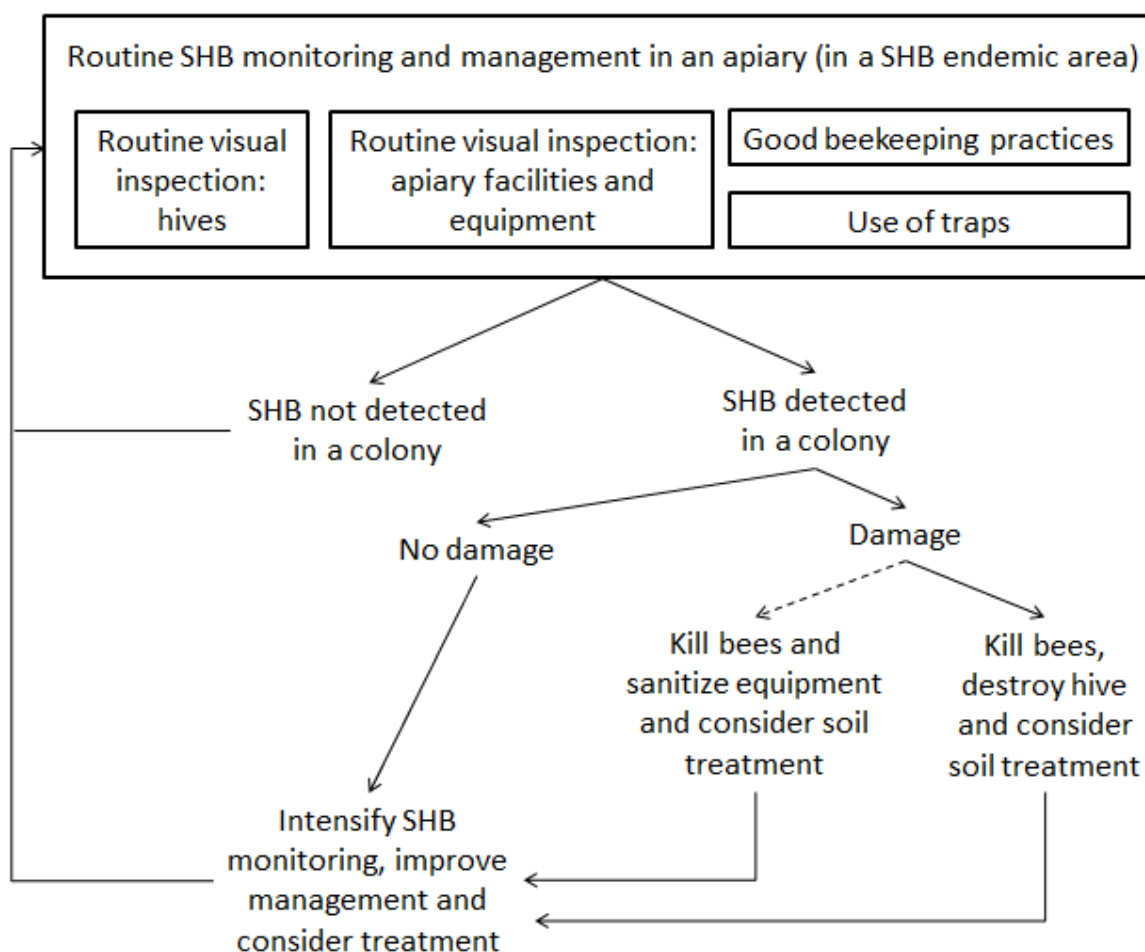 Routine SHB monitoring and management in an apiary (in a SHB endemic area)
Routine visual
inspection:
hives
Routine visual inspection:
apiary facilities and
equipment
Good beekeeping practices
Use of traps
SHB not detected
in a colony
SHB detected
in a colony
No damage
Damage
Kill bees and
sanitize equipment
and consider soil
treatment
Kill bees,
destroy hive
and consider
soil treatment
Intensify SHB
monitoring, improve
management and
consider treatment